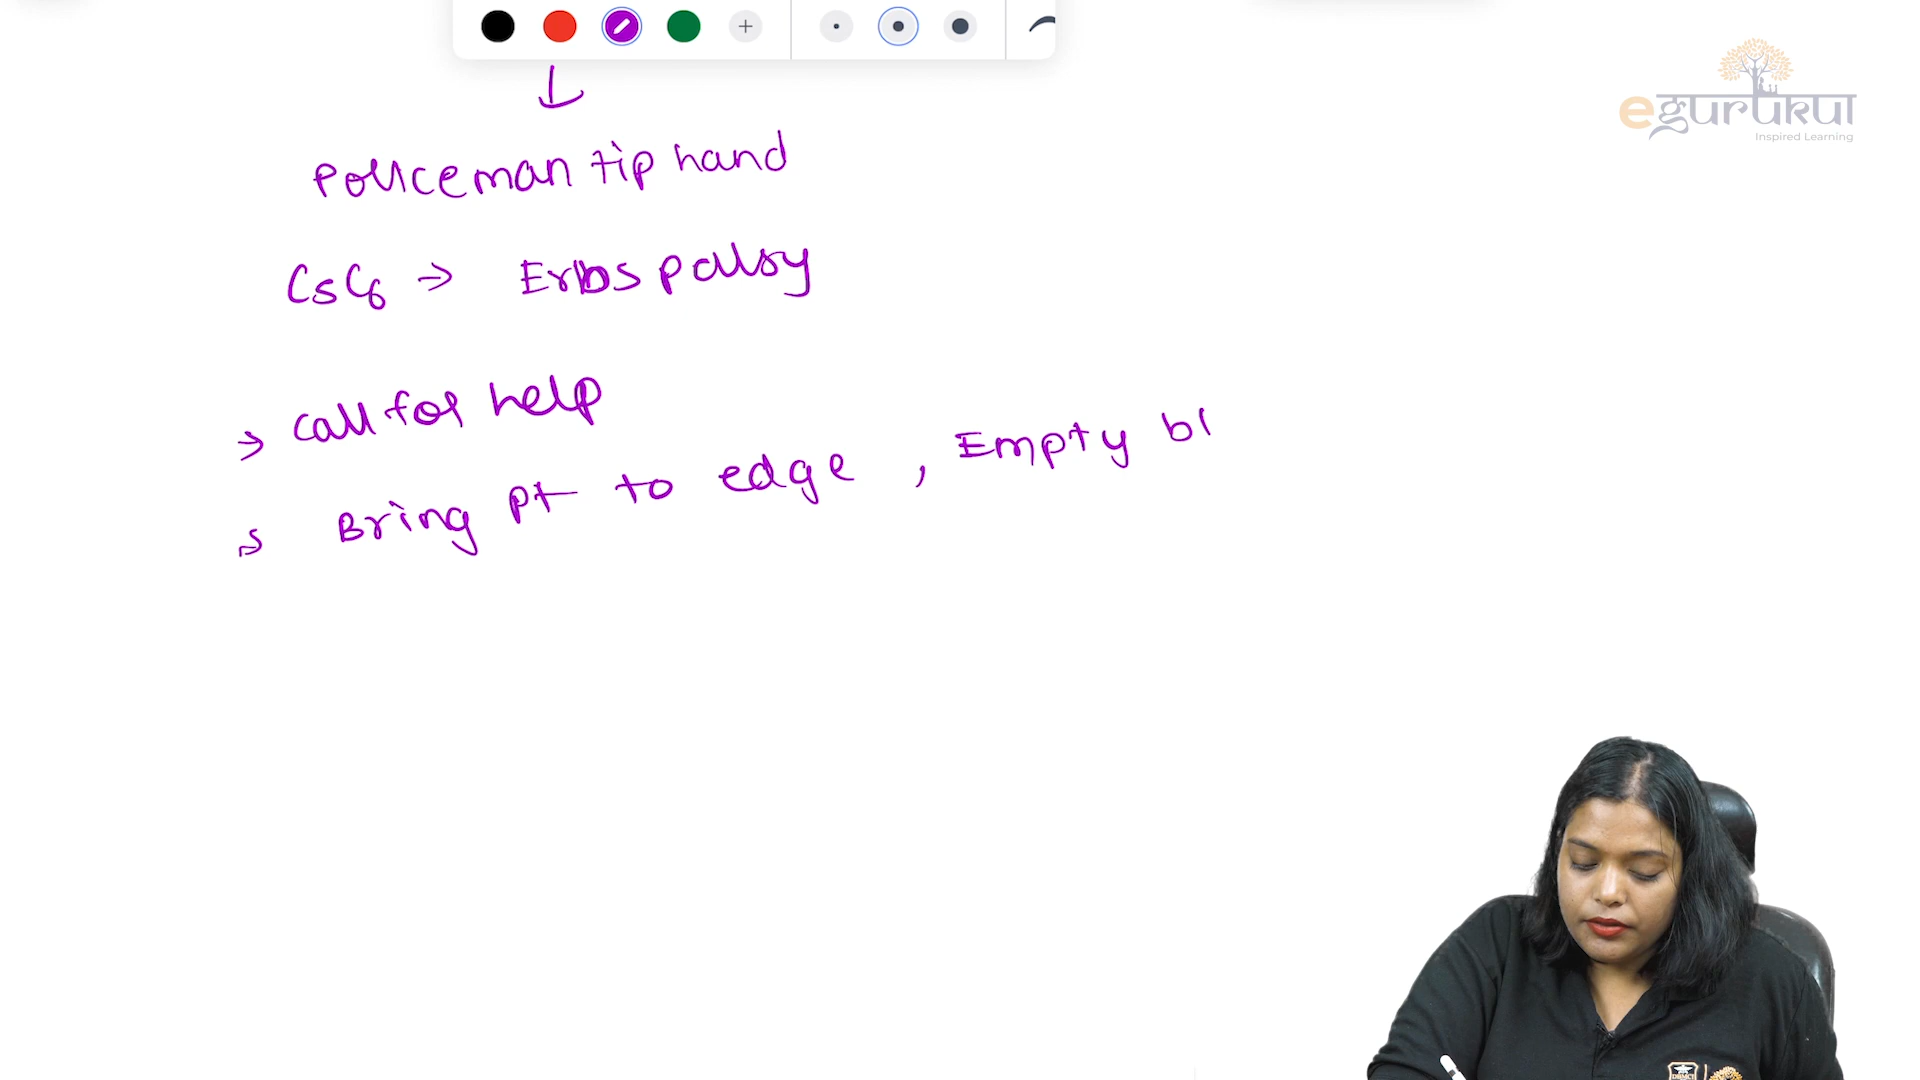 egurukul
Inspired Learning
↓
Policeman tip hand
C5C6 → Erbs palsy
→ Call for help
→ Bring pt to edge , Empty bl